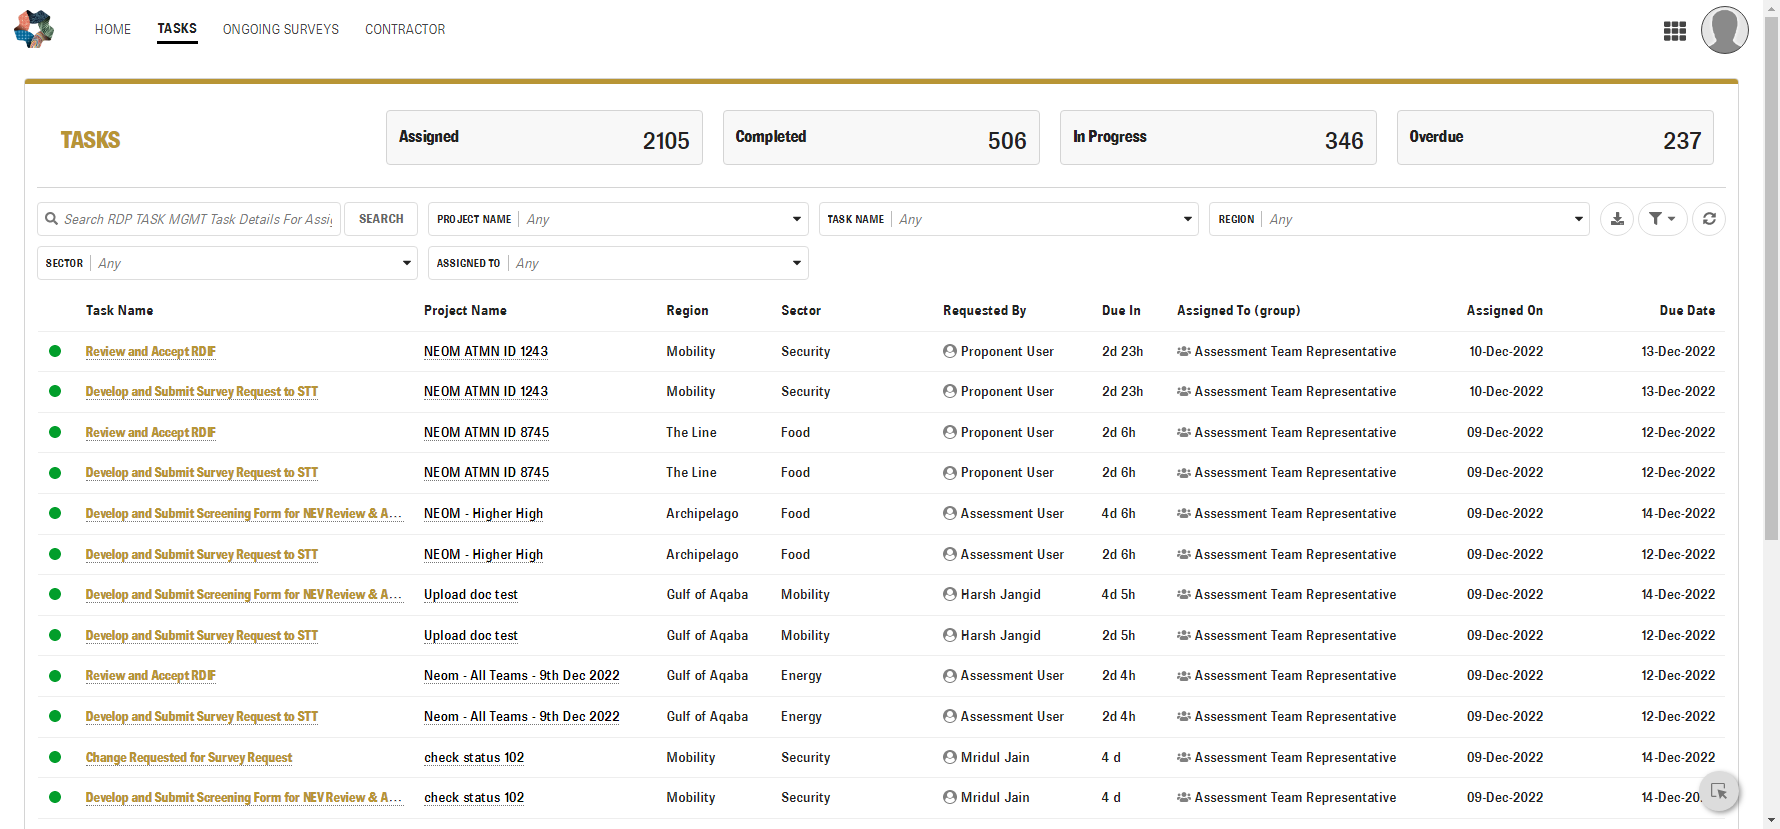 HOME TASKS ONGOING SURVEYS CONTRACTOR
TASKS
Assigned 2105
Completed 506
In Progress 346
Overdue 237
Search RDP TASK MGMT Task Details For Assi
SEARCH
PROJECT NAME Any
TASK NAME Any
REGION Any
SECTOR Any
ASSIGNED TO Any
Task Name Project Name Region Sector Requested By Due In Assigned To (group) Assigned On Due Date
Review and Accept RDIF NEOM ATMN ID 1243 Mobility Security Proponent User 2d 23h Assessment Team Representative 10-Dec-2022 13-Dec-2022
Develop and Submit Survey Request to STT NEOM ATMN ID 1243 Mobility Security Proponent User 2d 23h Assessment Team Representative 10-Dec-2022 13-Dec-2022
Review and Accept RDIF NEOM ATMN ID 8745 The Line Food Proponent User 2d 6h Assessment Team Representative 09-Dec-2022 12-Dec-2022
Develop and Submit Survey Request to STT NEOM ATMN ID 8745 The Line Food Proponent User 2d 6h Assessment Team Representative 09-Dec-2022 12-Dec-2022
Develop and Submit Screening Form for NEV Review & A... NEOM - Higher High Archipelago Food Assessment User 4d 6h Assessment Team Representative 09-Dec-2022 14-Dec-2022
Develop and Submit Survey Request to STT NEOM - Higher High Archipelago Food Assessment User 2d 6h Assessment Team Representative 09-Dec-2022 12-Dec-2022
Develop and Submit Screening Form for NEV Review & A... Upload doc test Gulf of Aqaba Mobility Harsh Jangid 4d 5h Assessment Team Representative 09-Dec-2022 14-Dec-2022
Develop and Submit Survey Request to STT Upload doc test Gulf of Aqaba Mobility Harsh Jangid 2d 5h Assessment Team Representative 09-Dec-2022 12-Dec-2022
Review and Accept RDIF Neom - All Teams - 9th Dec 2022 Gulf of Aqaba Energy Assessment User 2d 4h Assessment Team Representative 09-Dec-2022 12-Dec-2022
Develop and Submit Survey Request to STT Neom - All Teams - 9th Dec 2022 Gulf of Aqaba Energy Assessment User 2d 4h Assessment Team Representative 09-Dec-2022 12-Dec-2022
Change Requested for Survey Request check status 102 Mobility Security Mridul Jain 4 d Assessment Team Representative 09-Dec-2022 14-Dec-2022
Develop and Submit Screening Form for NEV Review & A... check status 102 Mobility Security Mridul Jain 4 d Assessment Team Representative 09-Dec-2022 14-Dec-20